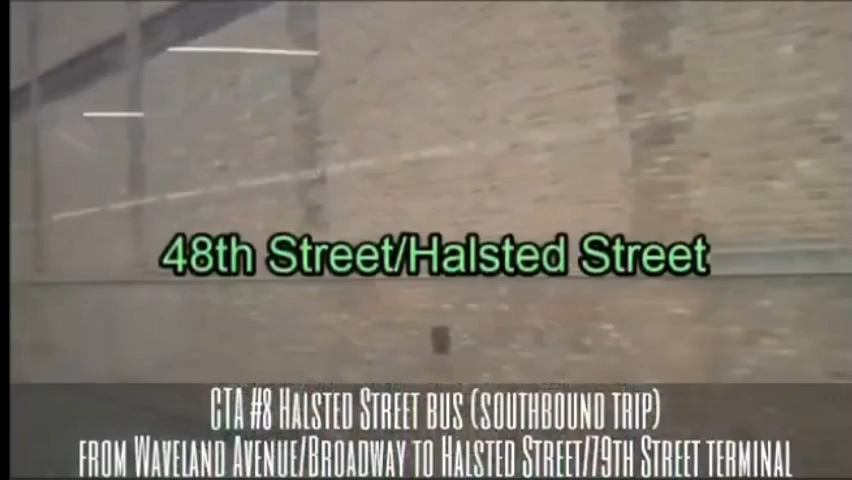 48th Street/Halsted Street
CTA #8 Halsted Street bus (southbound trip)
from Waveland Avenue/Broadway to Halsted Street/79th Street terminal